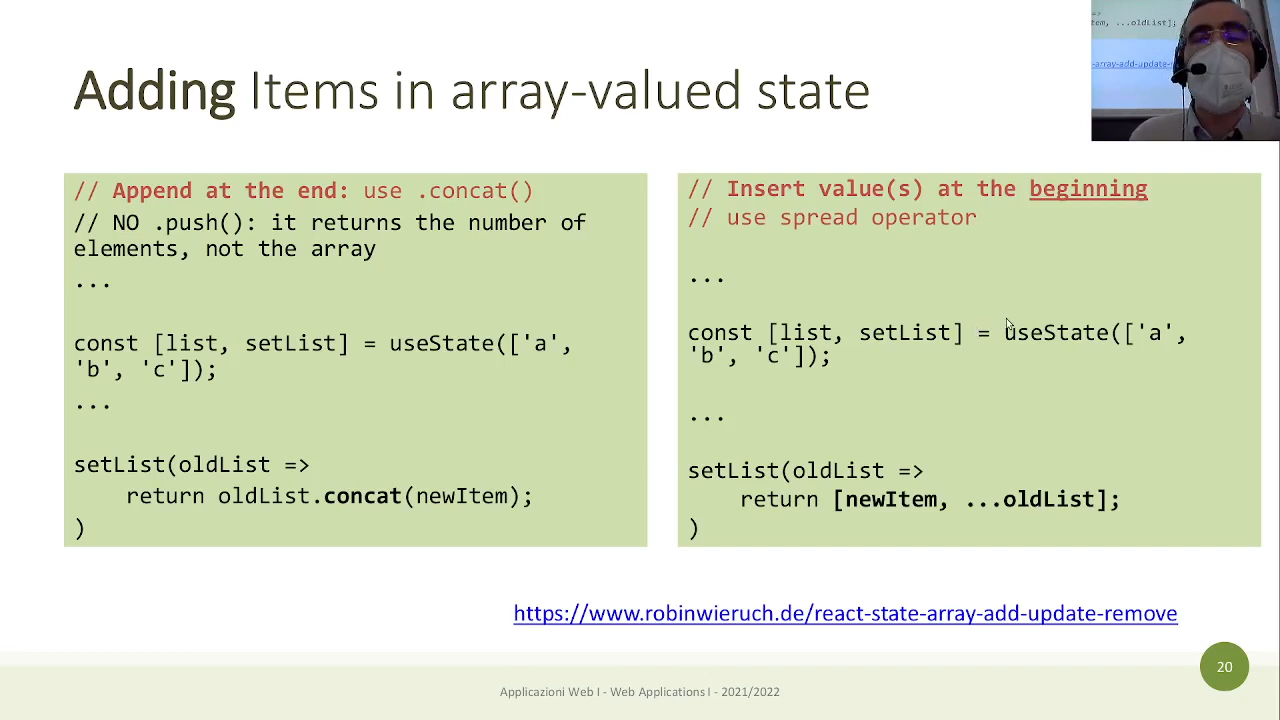 Adding Items in array-valued state
// Append at the end: use .concat()
// NO .push(): it returns the number of
elements, not the array
...
const [list, setList] = useState(['a',
'b', 'c']);
...
setList(oldList =>
return oldList.concat(newItem);
)
// Insert value(s) at the beginning
// use spread operator
...
const [list, setList] = useState(['a',
'b', 'c']);
...
setList(oldList =>
return [newItem, ...oldList];
)
https://www.robinwieruch.de/react-state-array-add-update-remove
Applicazioni Web I - Web Applications I - 2021/2022
20